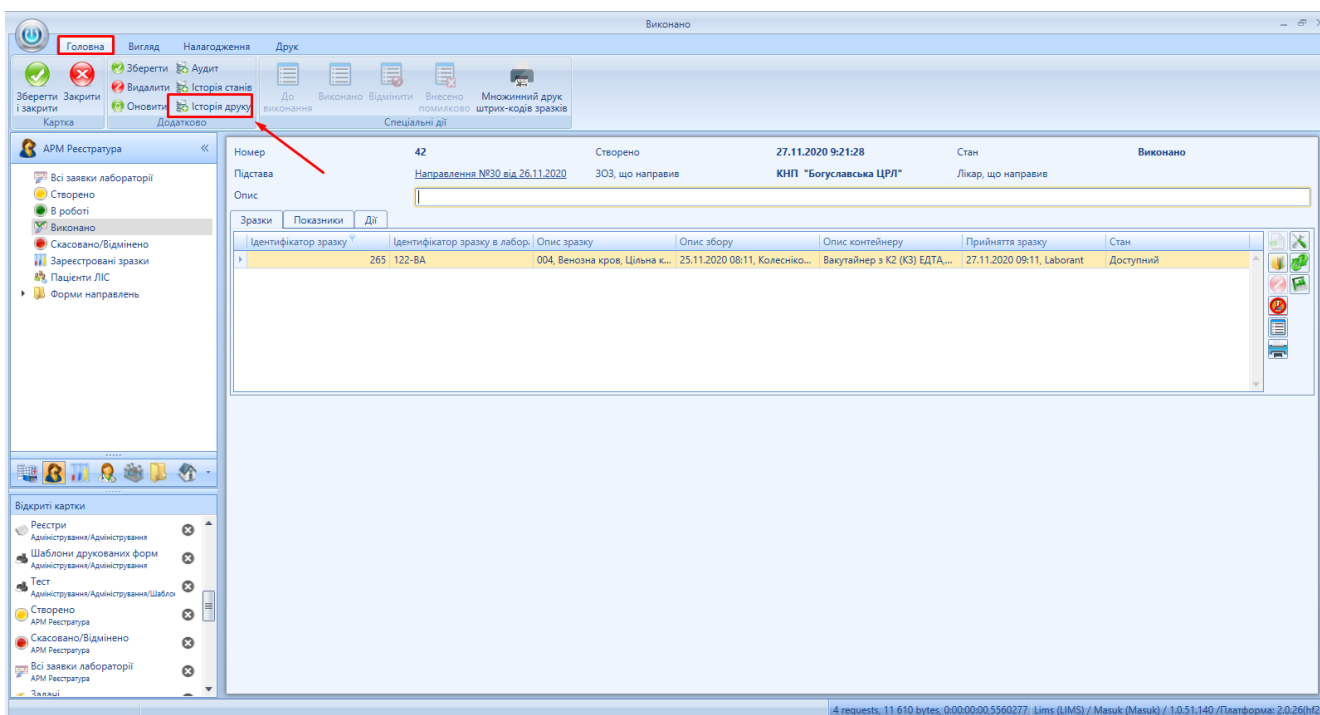 Виконано
Головна Вигляд Налагодження Друк
Зберегти і закрити
Закрити
Зберегти
Видалити
Оновити
Аудит
Історія станів
Історія друку
До виконання
Виконано
Відмінити
Внесено помилково
Множинний друк штрих-кодів зразків
Картка Додатково Спеціальні дії
АРМ Реєстратура
Всі заявки лабораторії
Створено
В роботі
Виконано
Скасовано/Відмінено
Зареєстровані зразки
Пацієнти ЛІС
Форми направлень
Номер 42 Створено 27.11.2020 9:21:28 Стан Виконано
Підстава Направлення №30 від 26.11.2020 ЗОЗ, що направив КНП "Богуславська ЦРЛ" Лікар, що направив
Опис
Зразки Показники Дії
Ідентифікатор зразку Ідентифікатор зразку в лабор. Опис зразку Опис збору Опис контейнеру Прийняття зразку Стан
265 122-ВА 004, Венозна кров, Цільна к... 25.11.2020 08:11, Колесніко... Вакутайнер з К2 (К3) ЕДТА,... 27.11.2020 09:11, Laborant Доступний
Відкриті картки
Реєстри
Адміністрування/Адміністрування
Шаблони друкованих форм
Адміністрування/Адміністрування
Тест
Адміністрування/Адміністрування/Шабло
Створено
АРМ Реєстратура
Скасовано/Відмінено
АРМ Реєстратура
Всі заявки лабораторії
АРМ Реєстратура
Задачі
4 requests, 11 610 bytes, 0:00:00:00,5560277 Lims (LIMS) / Masuk (Masuk) / 1.0.51.140 /Платформа: 2.0.26(hf2